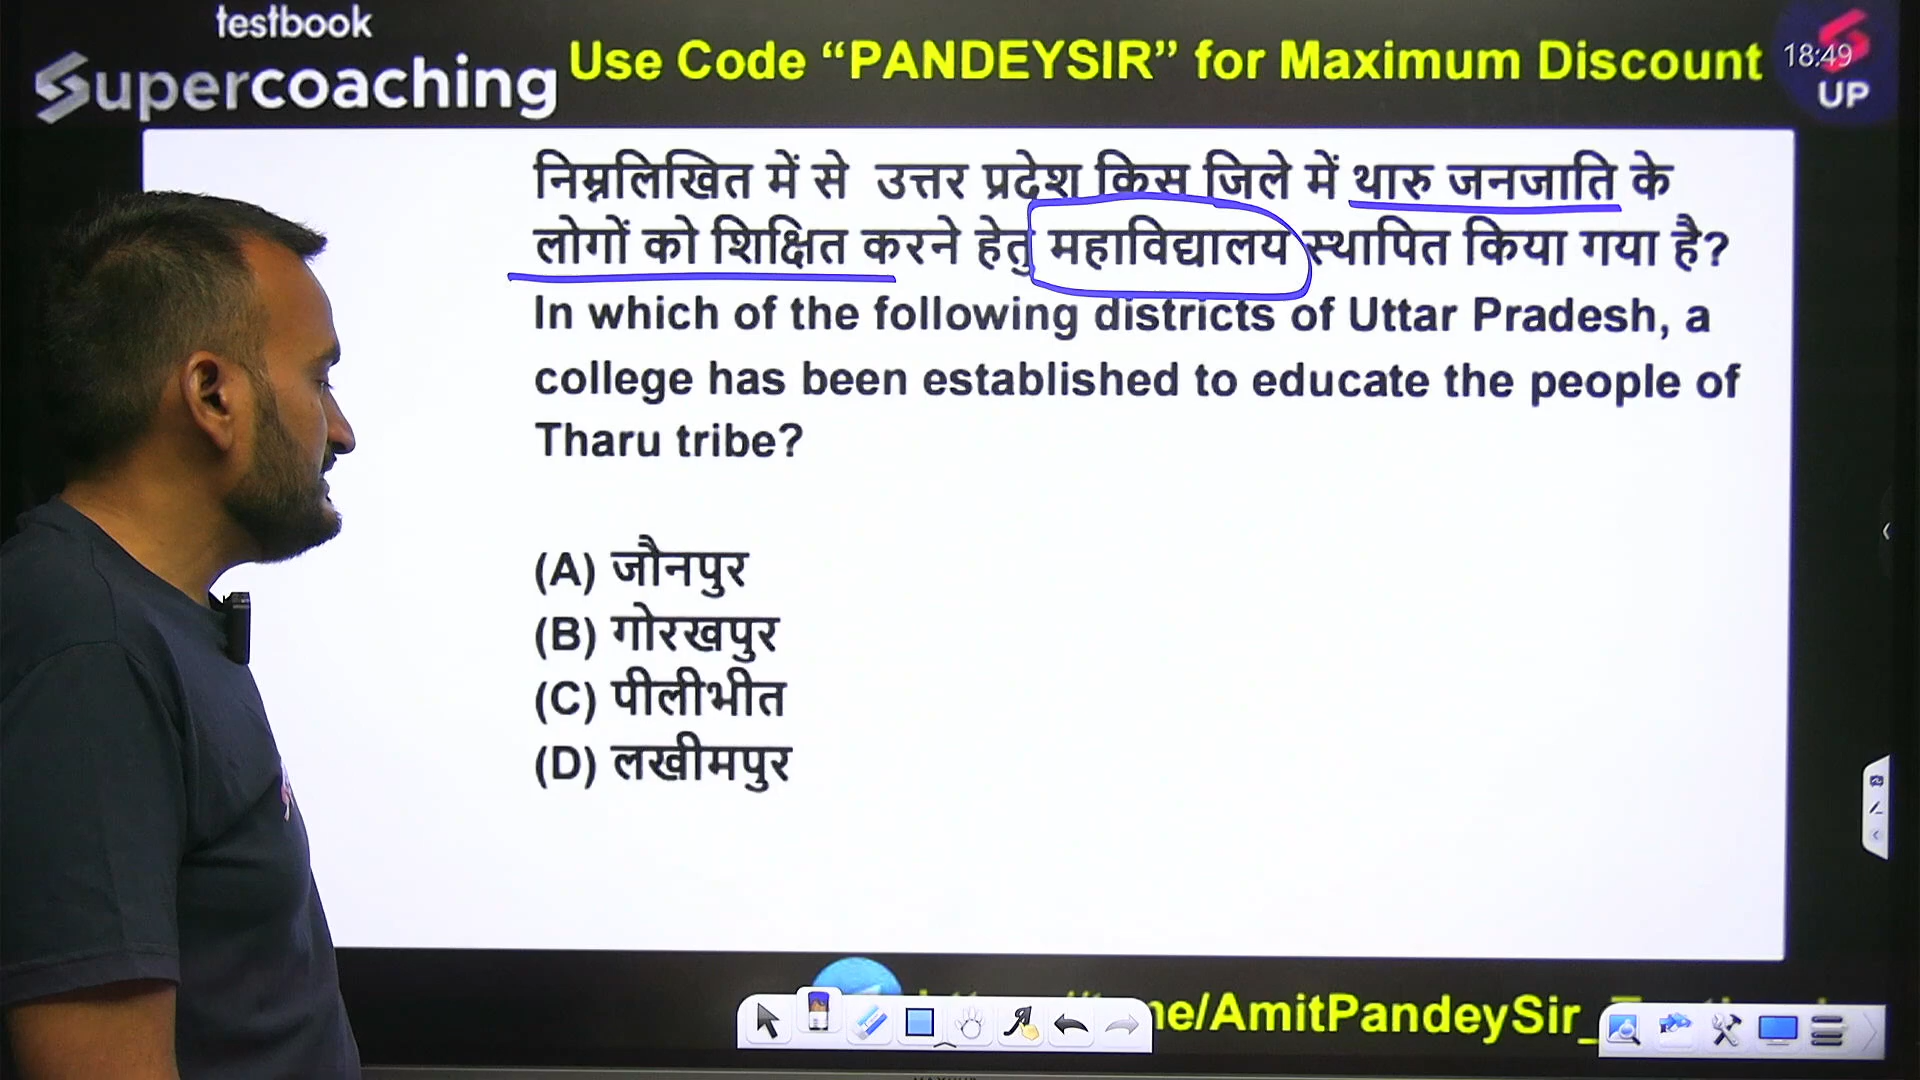 testbook
Supercoaching
Use Code “PANDEYSIR” for Maximum Discount
18:49
UP
निम्नलिखित में से उत्तर प्रदेश किस जिले में थारु जनजाति के
लोगों को शिक्षित करने हेतु महाविद्यालय स्थापित किया गया है?
In which of the following districts of Uttar Pradesh, a
college has been established to educate the people of
Tharu tribe?
(A) जौनपुर
(B) गोरखपुर
(C) पीलीभीत
(D) लखीमपुर
me/AmitPandeySir_